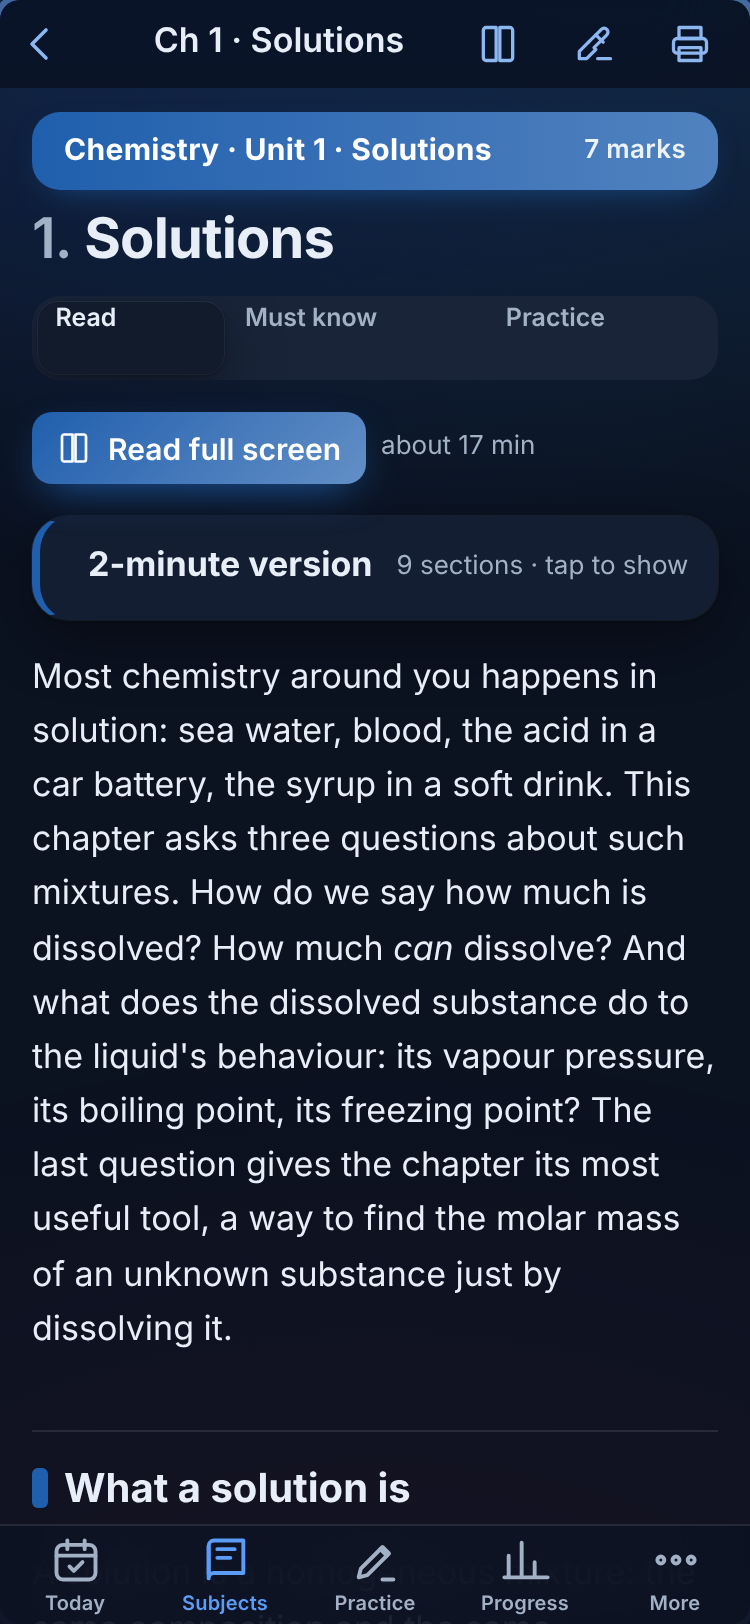 Ch 1 · Solutions
Chemistry · Unit 1 · Solutions 7 marks
1. Solutions
Read Must know Practice
Read full screen about 17 min
2-minute version 9 sections · tap to show
Most chemistry around you happens in
solution: sea water, blood, the acid in a
car battery, the syrup in a soft drink. This
chapter asks three questions about such
mixtures. How do we say how much is
dissolved? How much can dissolve? And
what does the dissolved substance do to
the liquid's behaviour: its vapour pressure,
its boiling point, its freezing point? The
last question gives the chapter its most
useful tool, a way to find the molar mass
of an unknown substance just by
dissolving it.
What a solution is
Today Subjects Practice Progress More